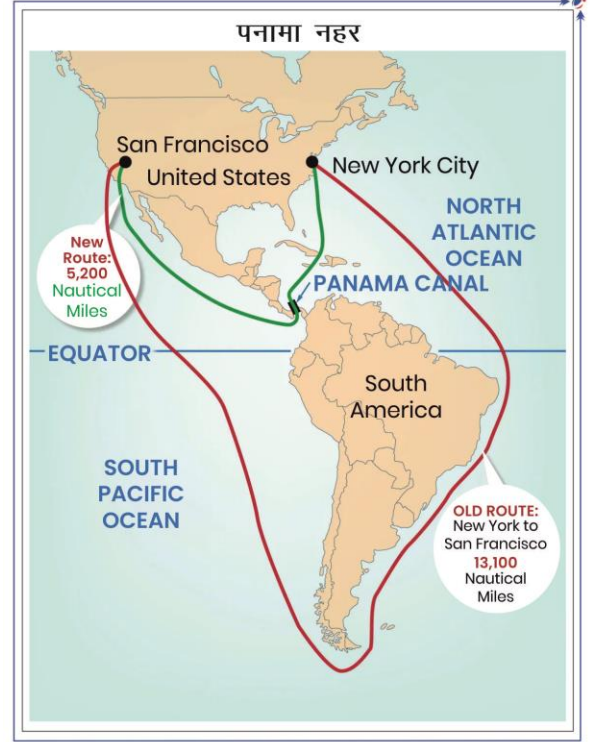 पनामा नहर
San Francisco
United States
New York City
NORTH
ATLANTIC
OCEAN
New
Route:
5,200
Nautical
Miles
PANAMA CANAL
EQUATOR
South
America
SOUTH
PACIFIC
OCEAN
OLD ROUTE:
New York to
San Francisco
13,100
Nautical
Miles